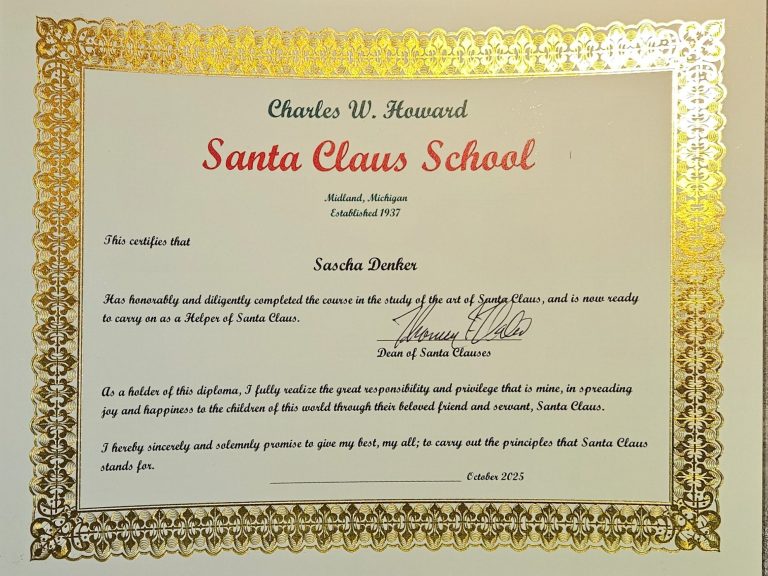 Charles W. Howard
Santa Claus School
Midland, Michigan
Established 1937
This certifies that
Sascha Denker
Has honorably and diligently completed the course in the study of the art of Santa Claus, and is now ready
to carry on as a Helper of Santa Claus.
Dean of Santa Clauses
As a holder of this diploma, I fully realize the great responsibility and privilege that is mine, in spreading
joy and happiness to the children of this world through their beloved friend and servant, Santa Claus.
I hereby sincerely and solemnly promise to give my best, my all; to carry out the principles that Santa Claus
stands for.
October 2025